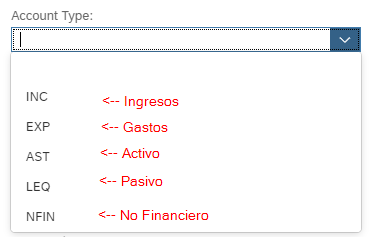 Account Type:
INC <-- Ingresos
EXP <-- Gastos
AST <-- Activo
LEQ <-- Pasivo
NFIN <-- No Financiero